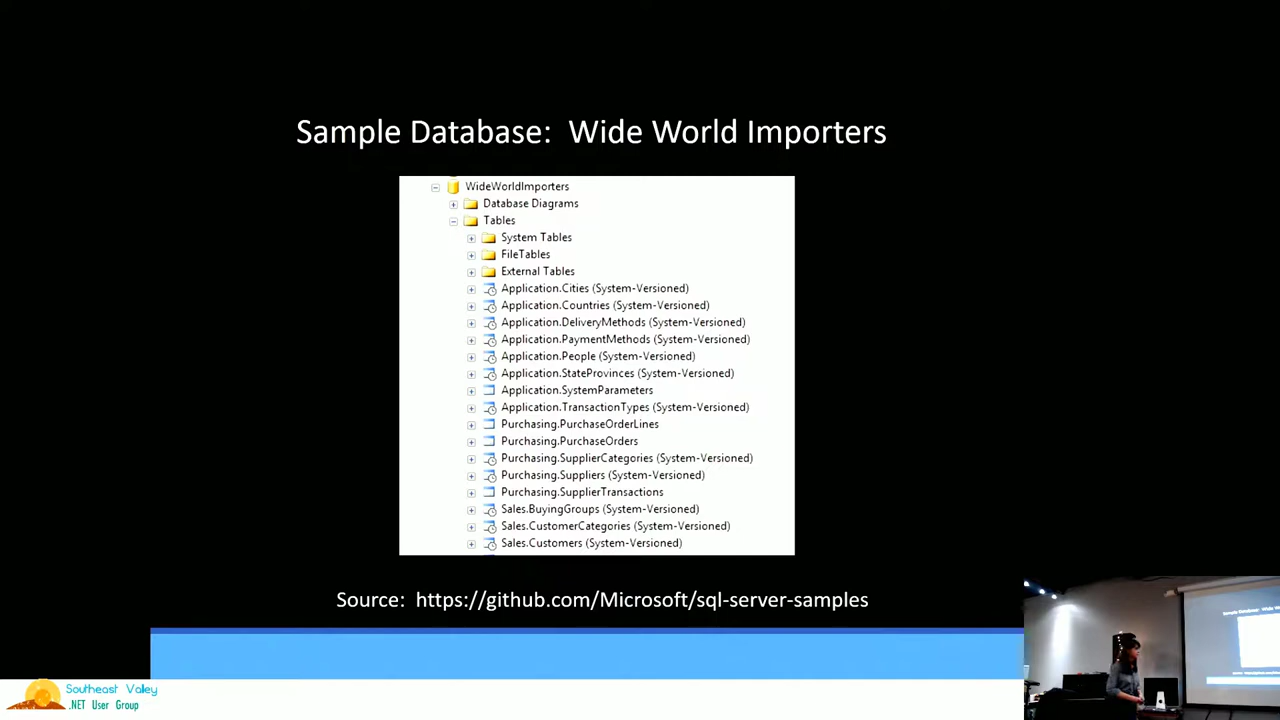 Sample Database:  Wide World Importers
WideWorldImporters
Database Diagrams
Tables
System Tables
FileTables
External Tables
Application.Cities (System-Versioned)
Application.Countries (System-Versioned)
Application.DeliveryMethods (System-Versioned)
Application.PaymentMethods (System-Versioned)
Application.People (System-Versioned)
Application.StateProvinces (System-Versioned)
Application.SystemParameters
Application.TransactionTypes (System-Versioned)
Purchasing.PurchaseOrderLines
Purchasing.PurchaseOrders
Purchasing.SupplierCategories (System-Versioned)
Purchasing.Suppliers (System-Versioned)
Purchasing.SupplierTransactions
Sales.BuyingGroups (System-Versioned)
Sales.CustomerCategories (System-Versioned)
Sales.Customers (System-Versioned)
Source:  https://github.com/Microsoft/sql-server-samples
Southeast Valley
.NET User Group
Sample Database: Wide